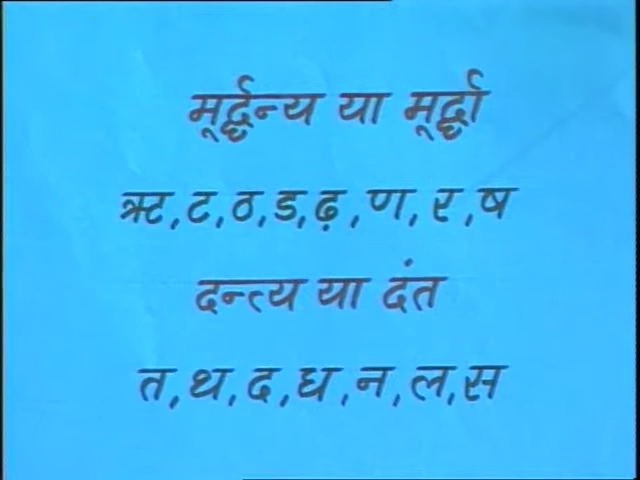 मूर्द्धन्य या मूर्द्धा
ऋ,ट,ठ,ड,ढ़,ण,र,ष
दन्त्य या दंत
त,थ,द,ध,न,ल,स